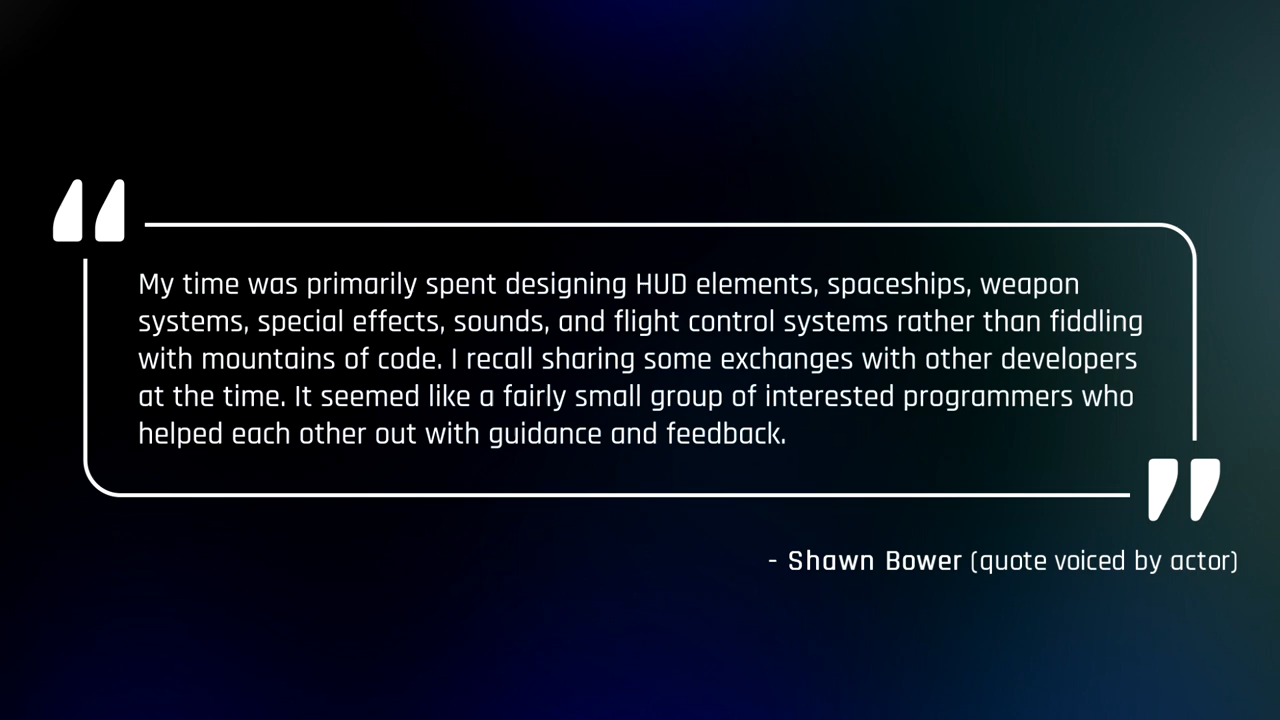 My time was primarily spent designing HUD elements, spaceships, weapon
systems, special effects, sounds, and flight control systems rather than fiddling
with mountains of code. I recall sharing some exchanges with other developers
at the time. It seemed like a fairly small group of interested programmers who
helped each other out with guidance and feedback.
- Shawn Bower (quote voiced by actor)